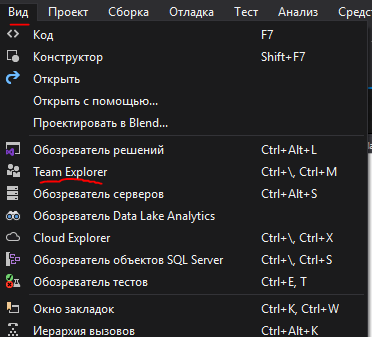 Вид Проект Сборка Отладка Тест Анализ Средст
Код F7
Конструктор Shift+F7
Открыть
Открыть с помощью...
Проектировать в Blend...
Обозреватель решений Ctrl+Alt+L
Team Explorer Ctrl+\, Ctrl+M
Обозреватель серверов Ctrl+Alt+S
Обозреватель Data Lake Analytics
Cloud Explorer Ctrl+\, Ctrl+X
Обозреватель объектов SQL Server Ctrl+\, Ctrl+S
Обозреватель тестов Ctrl+E, T
Окно закладок Ctrl+K, Ctrl+W
Иерархия вызовов Ctrl+Alt+K